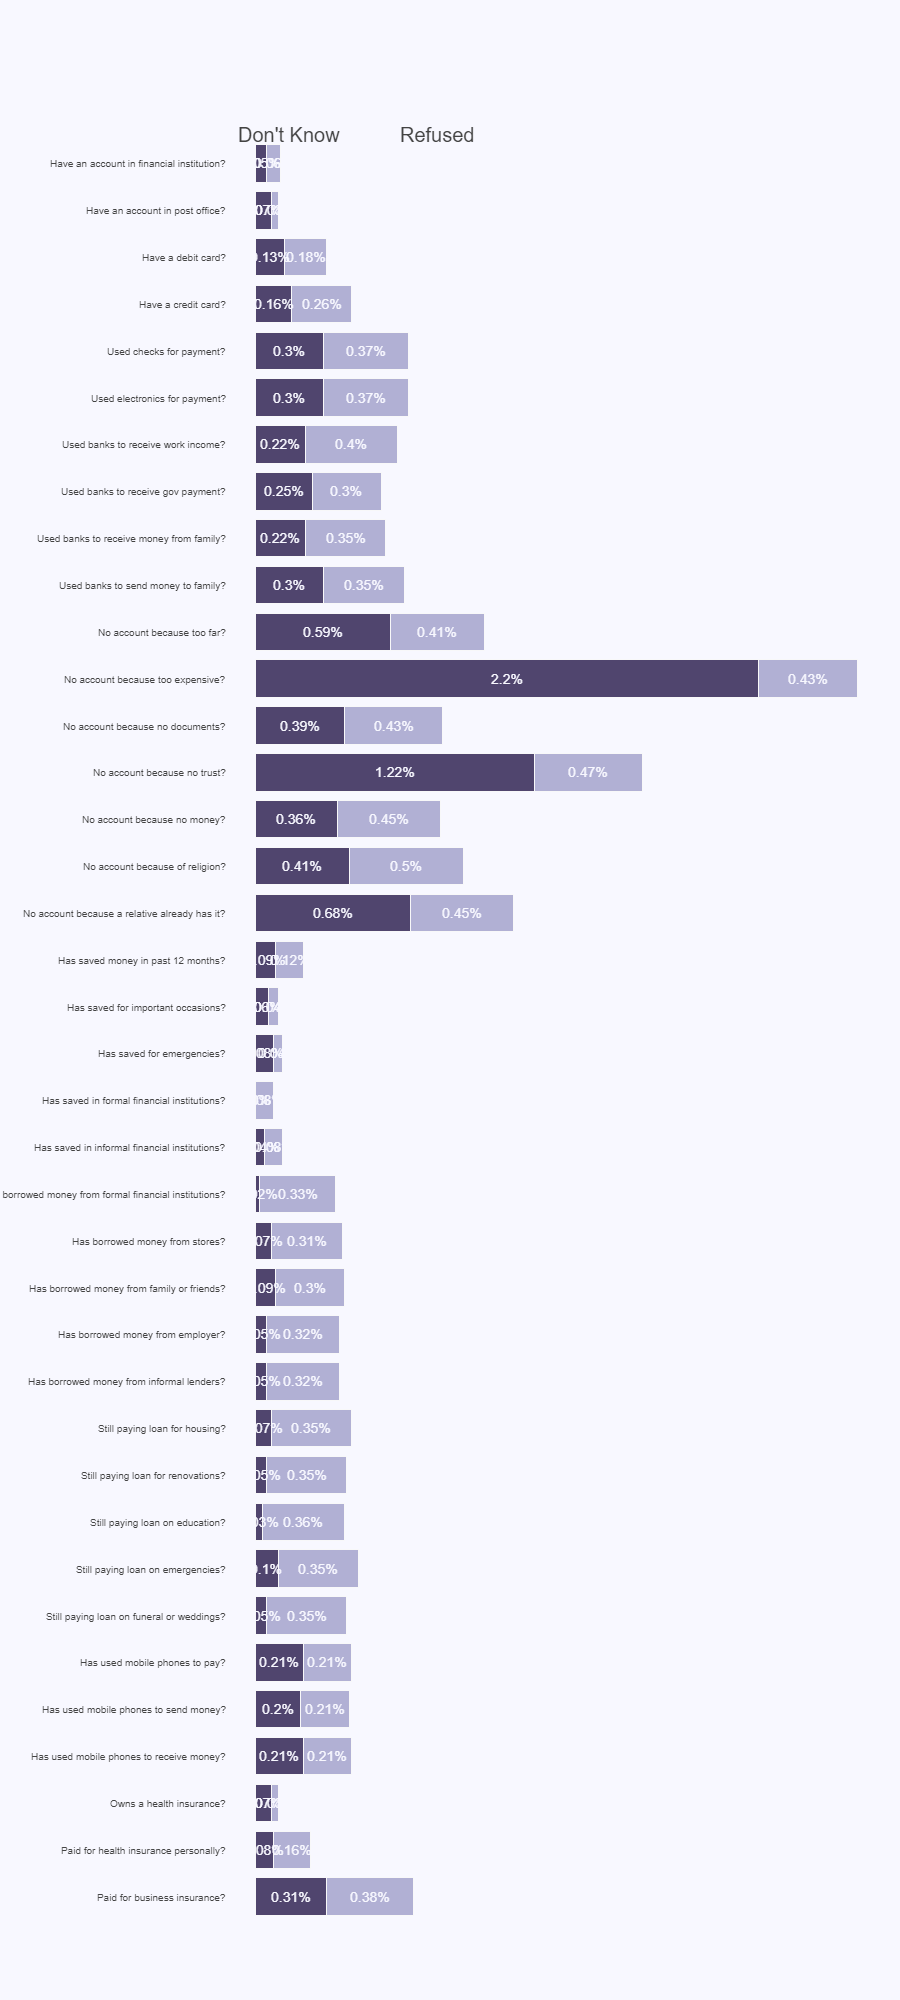 Don't Know Refused
Have an account in financial institution?
Have an account in post office?
Have a debit card? 0.18%
Have a credit card? 0.16% 0.26%
Used checks for payment? 0.3% 0.37%
Used electronics for payment? 0.3% 0.37%
Used banks to receive work income? 0.22% 0.4%
Used banks to receive gov payment? 0.25% 0.3%
Used banks to receive money from family? 0.22% 0.35%
Used banks to send money to family? 0.3% 0.35%
No account because too far? 0.59% 0.41%
No account because too expensive? 2.2% 0.43%
No account because no documents? 0.39% 0.43%
No account because no trust? 1.22% 0.47%
No account because no money? 0.36% 0.45%
No account because of religion? 0.41% 0.5%
No account because a relative already has it? 0.68% 0.45%
Has saved money in past 12 months?
Has saved for important occasions?
Has saved for emergencies?
Has saved in formal financial institutions?
Has saved in informal financial institutions?
borrowed money from formal financial institutions? 0.33%
Has borrowed money from stores? 0.31%
Has borrowed money from family or friends? 0.3%
Has borrowed money from employer? 0.32%
Has borrowed money from informal lenders? 0.32%
Still paying loan for housing? 0.35%
Still paying loan for renovations? 0.35%
Still paying loan on education? 0.36%
Still paying loan on emergencies? 0.35%
Still paying loan on funeral or weddings? 0.35%
Has used mobile phones to pay? 0.21% 0.21%
Has used mobile phones to send money? 0.2% 0.21%
Has used mobile phones to receive money? 0.21% 0.21%
Owns a health insurance?
Paid for health insurance personally?
Paid for business insurance? 0.31% 0.38%